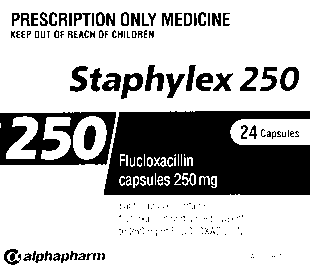 PRESCRIPTION ONLY MEDICINE
KEEP OUT OF REACH OF CHILDREN
Staphylex 250
250
24 Capsules
Flucloxacillin
capsules 250 mg
alphapharm